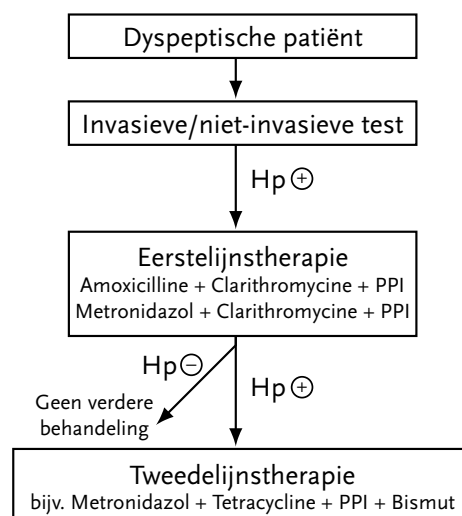 Dyspeptische patiënt
Invasieve/niet-invasieve test
Hp ⊕
Eerstelijnstherapie
Amoxicilline + Clarithromycine + PPI
Metronidazol + Clarithromycine + PPI
Hp ⊖
Hp ⊕
Geen verdere
behandeling
Tweedelijnstherapie
bijv. Metronidazol + Tetracycline + PPI + Bismut